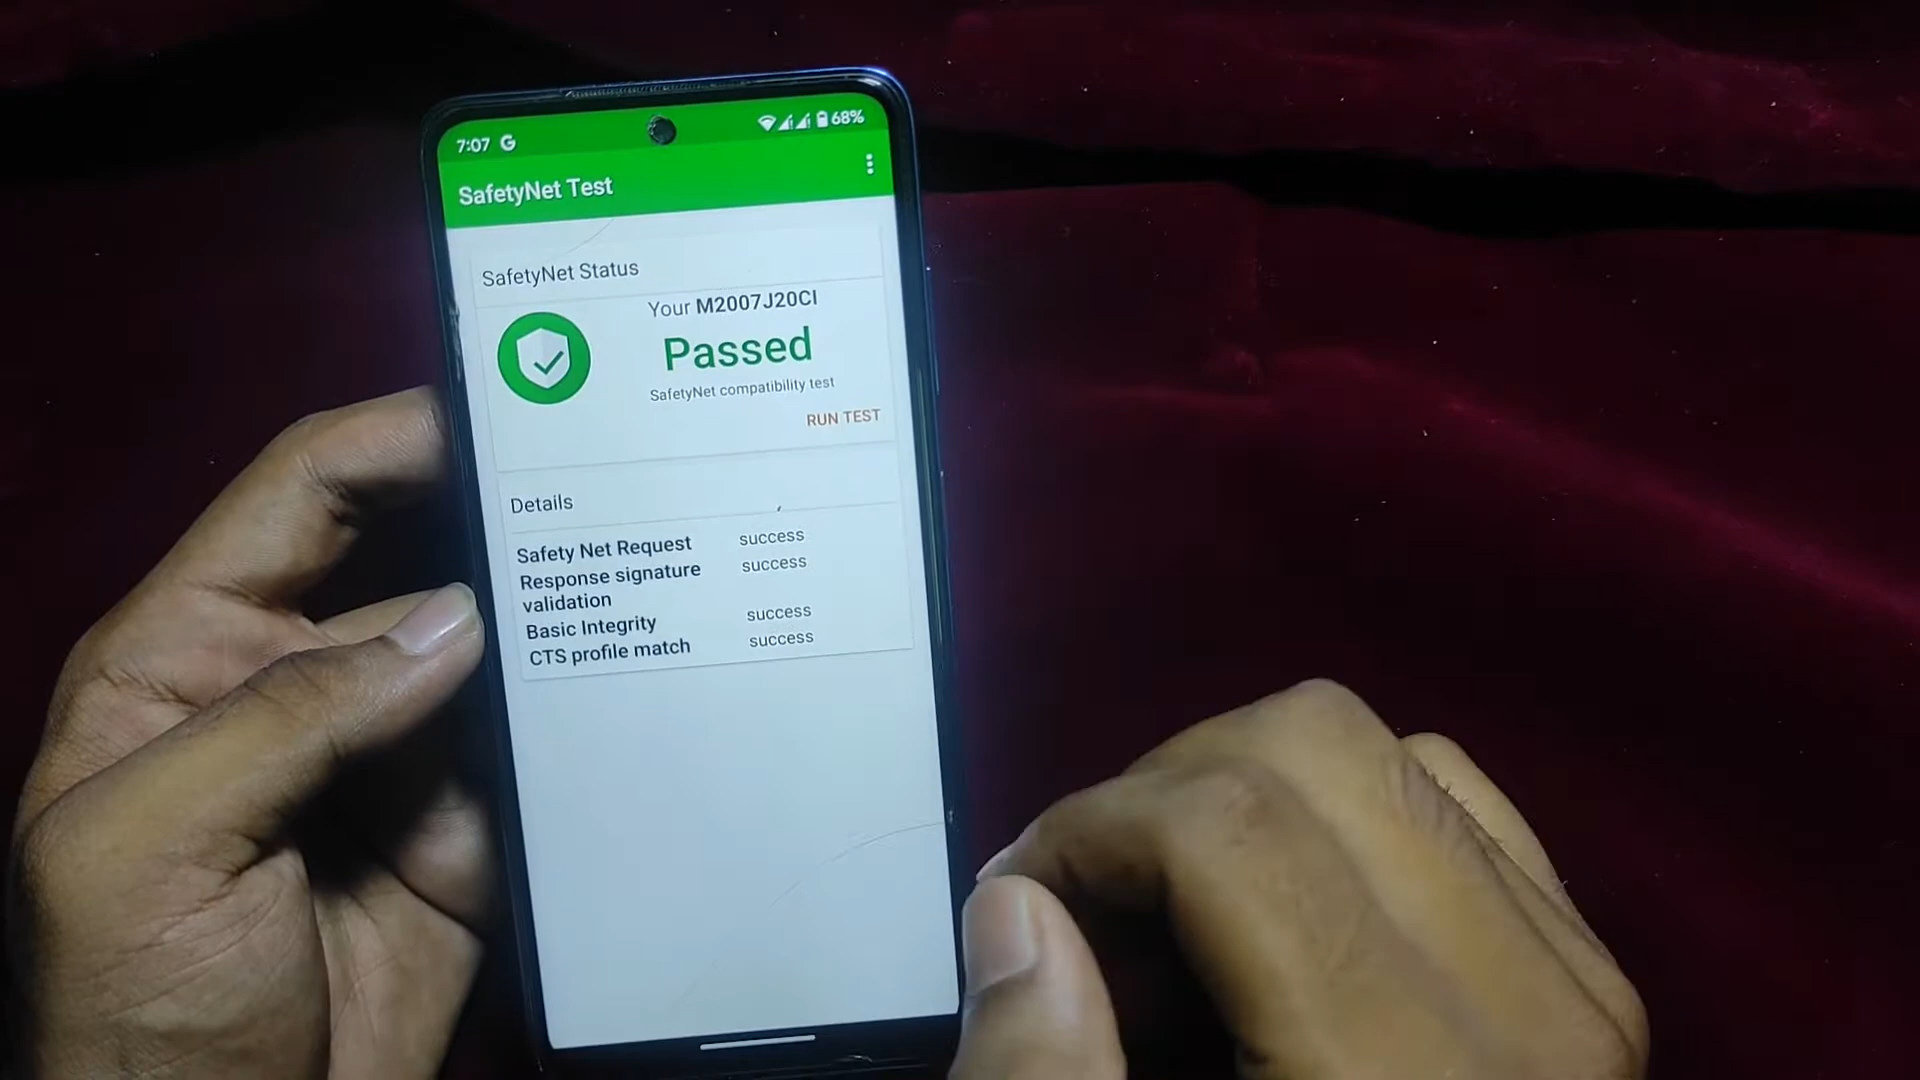 7:07 G 68%
SafetyNet Test
SafetyNet Status
Your M2007J20CI
Passed
SafetyNet compatibility test
RUN TEST
Details
Safety Net Request success
Response signature success
validation
Basic Integrity success
CTS profile match success